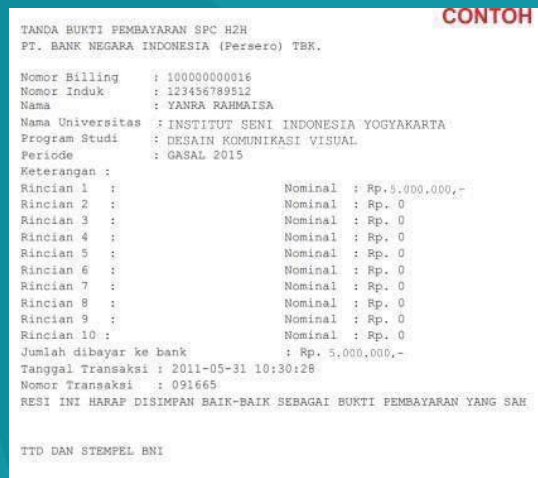 CONTOH
TANDA BUKTI PEMBAYARAN SPC H2H
PT. BANK NEGARA INDONESIA (Persero) TBK.
Nomor Billing : 100000000016
Nomor Induk : 123456789512
Nama : YANRA RAHMAISA
Nama Universitas : INSTITUT SENI INDONESIA YOGYAKARTA
Program Studi : DESAIN KOMUNIKASI VISUAL
Periode : GASAL 2015
Keterangan :
Rincian 1 : Nominal : Rp. 5.000.000,-
Rincian 2 : Nominal : Rp. 0
Rincian 3 : Nominal : Rp. 0
Rincian 4 : Nominal : Rp. 0
Rincian 5 : Nominal : Rp. 0
Rincian 6 : Nominal : Rp. 0
Rincian 7 : Nominal : Rp. 0
Rincian 8 : Nominal : Rp. 0
Rincian 9 : Nominal : Rp. 0
Rincian 10 : Nominal : Rp. 0
Jumlah dibayar ke bank : Rp. 5.000.000,-
Tanggal Transaksi : 2011-05-31 10:30:28
Nomor Transaksi : 091665
RESI INI HARAP DISIMPAN BAIK-BAIK SEBAGAI BUKTI PEMBAYARAN YANG SAH
TTD DAN STEMPEL BNI